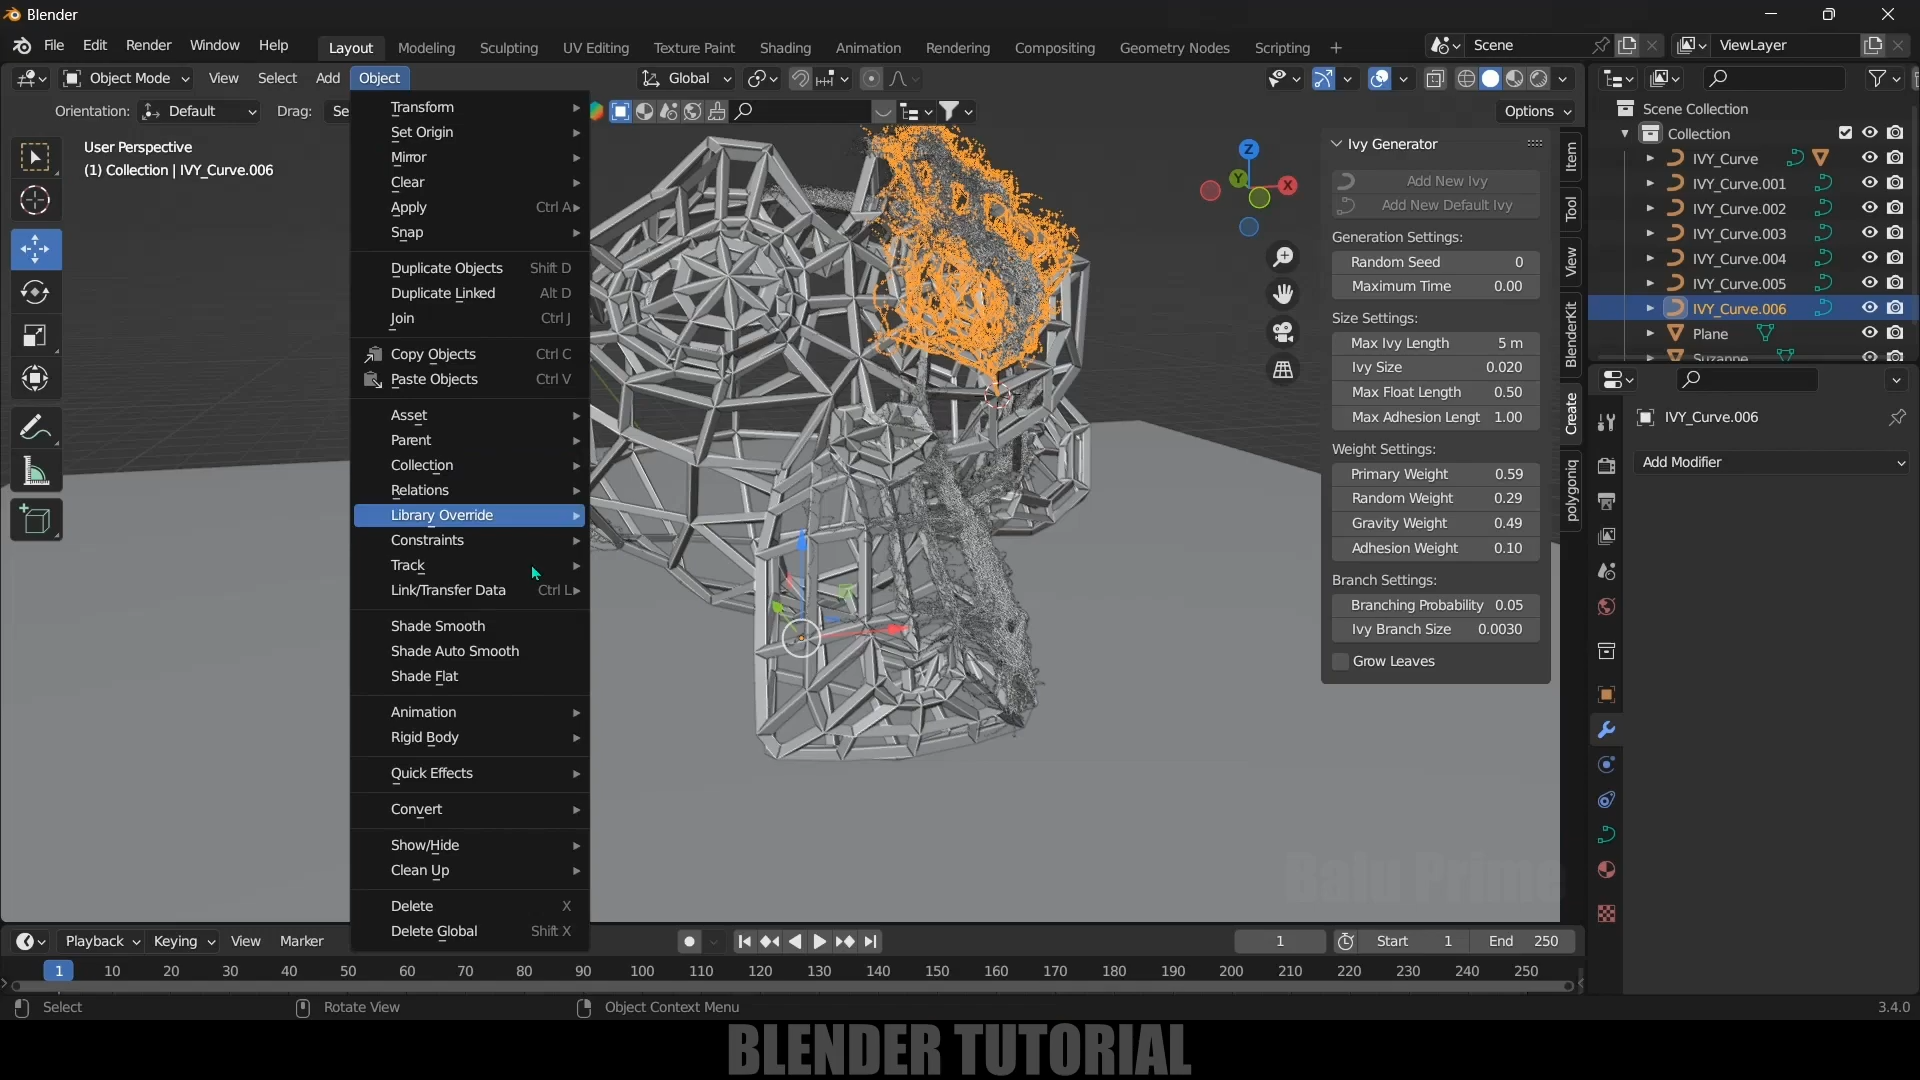 Blender
File Edit Render Window Help Layout Modeling Sculpting UV Editing Texture Paint Shading Animation Rendering Compositing Geometry Nodes Scripting + Scene ViewLayer
Object Mode View Select Add Object Global
Orientation: Default Drag: Se Options
User Perspective
(1) Collection | IVY_Curve.006
Transform
Set Origin
Mirror
Clear
Apply Ctrl A
Snap
Duplicate Objects Shift D
Duplicate Linked Alt D
Join Ctrl J
Copy Objects Ctrl C
Paste Objects Ctrl V
Asset
Parent
Collection
Relations
Library Override
Constraints
Track
Link/Transfer Data Ctrl L
Shade Smooth
Shade Auto Smooth
Shade Flat
Animation
Rigid Body
Quick Effects
Convert
Show/Hide
Clean Up
Delete X
Delete Global Shift X
Z
Y
X
Ivy Generator
Add New Ivy
Add New Default Ivy
Generation Settings:
Random Seed 0
Maximum Time 0.00
Size Settings:
Max Ivy Length 5 m
Ivy Size 0.020
Max Float Length 0.50
Max Adhesion Lengt 1.00
Weight Settings:
Primary Weight 0.59
Random Weight 0.29
Gravity Weight 0.49
Adhesion Weight 0.10
Branch Settings:
Branching Probability 0.05
Ivy Branch Size 0.0030
Grow Leaves
Item
Tool
View
BlenderKit
Create
polygoniq
Scene Collection
Collection
IVY_Curve
IVY_Curve.001
IVY_Curve.002
IVY_Curve.003
IVY_Curve.004
IVY_Curve.005
IVY_Curve.006
Plane
Suzanne
IVY_Curve.006
Add Modifier
Balu Prime
Playback Keying View Marker 1 Start 1 End 250
1 10 20 30 40 50 60 70 80 90 100 110 120 130 140 150 160 170 180 190 200 210 220 230 240 250
Select Rotate View Object Context Menu 3.4.0
BLENDER TUTORIAL